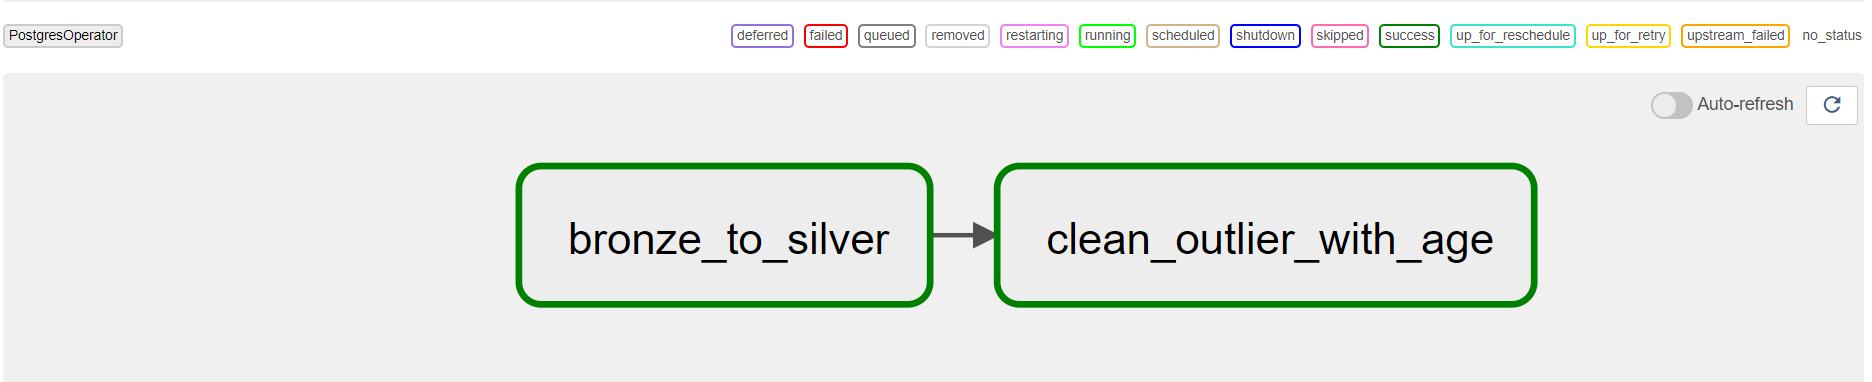 PostgresOperator deferred failed queued removed restarting running scheduled shutdown skipped success up_for_reschedule up_for_retry upstream_failed no_status
Auto-refresh
bronze_to_silver clean_outlier_with_age